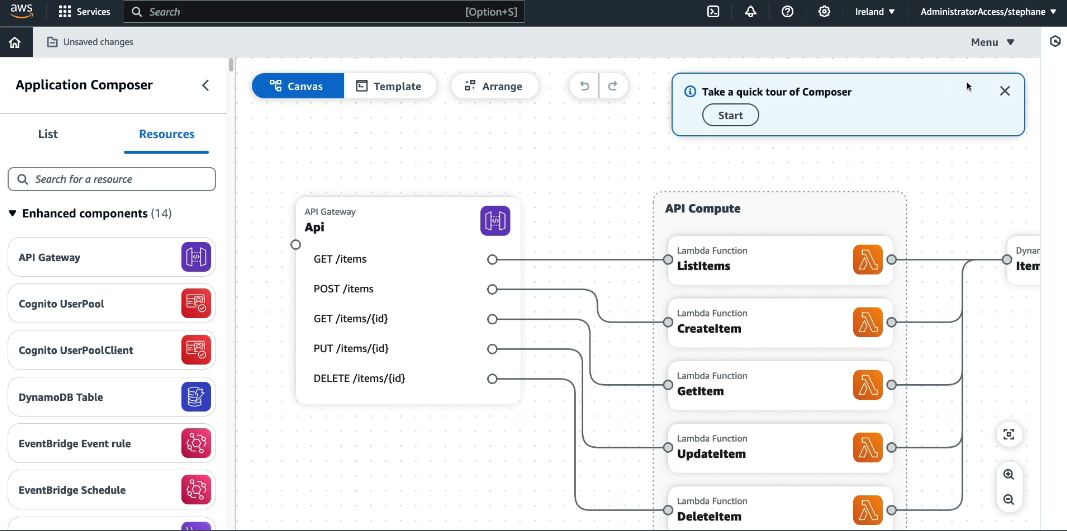 aws
Services
Search
[Option+S]
Ireland ▼
AdministratorAccess/stephane ▼
Unsaved changes
Menu ▼
Application Composer
List
Resources
Search for a resource
▼ Enhanced components (14)
API Gateway
Cognito UserPool
Cognito UserPoolClient
DynamoDB Table
EventBridge Event rule
EventBridge Schedule
Canvas
Template
Arrange
Take a quick tour of Composer
Start
API Gateway
Api
GET /items
POST /items
GET /items/{id}
PUT /items/{id}
DELETE /items/{id}
API Compute
Lambda Function
ListItems
Lambda Function
CreateItem
Lambda Function
GetItem
Lambda Function
UpdateItem
Lambda Function
DeleteItem
Dynar
Item